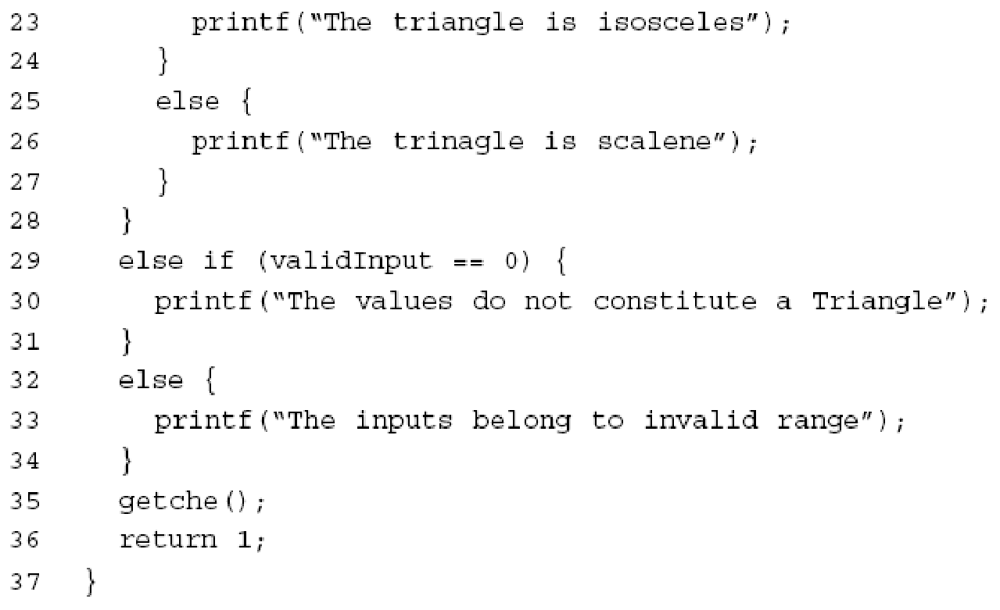 23 printf("The triangle is isosceles");
24 }
25 else {
26 printf("The trinagle is scalene");
27 }
28 }
29 else if (validInput == 0) {
30 printf("The values do not constitute a Triangle");
31 }
32 else {
33 printf("The inputs belong to invalid range");
34 }
35 getche();
36 return 1;
37 }